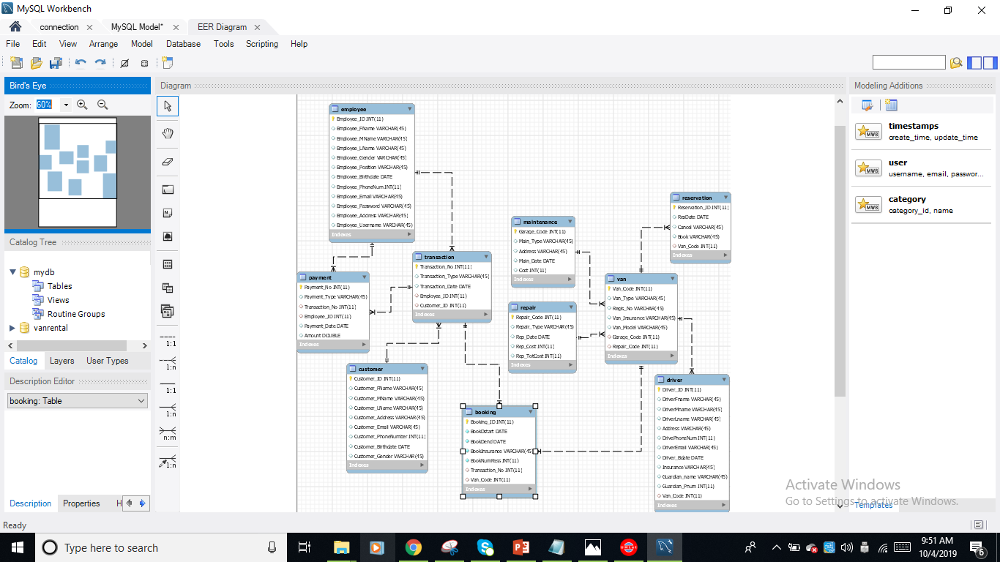 MySQL Workbench
connection
MySQL Model*
EER Diagram
File Edit View Arrange Model Database Tools Scripting Help
Bird's Eye
Zoom: 60%
Catalog Tree
mydb
Tables
Views
Routine Groups
vanrental
Catalog Layers User Types
Description Editor
booking: Table
Description Properties H
Ready
1:1
1:n
1:1
1:n
n:m
1:n
Diagram
employee
Employee_ID INT(11)
Employee_FName VARCHAR(45)
Employee_MName VARCHAR(45)
Employee_LName VARCHAR(45)
Employee_Gender VARCHAR(45)
Employee_Position VARCHAR(45)
Employee_Birthdate DATE
Employee_PhoneNum INT(11)
Employee_Email VARCHAR(45)
Employee_Password VARCHAR(45)
Employee_Address VARCHAR(45)
Employee_Username VARCHAR(45)
Indexes
payment
Payment_No INT(11)
Payment_Type VARCHAR(45)
Transaction_No INT(11)
Employee_ID INT(11)
Payment_Date DATE
Amount DOUBLE
Indexes
transaction
Transaction_No INT(11)
Transaction_Type VARCHAR(45)
Transaction_Date DATE
Employee_ID INT(11)
Customer_ID INT(11)
Indexes
customer
Customer_ID INT(11)
Customer_FName VARCHAR(45)
Customer_MName VARCHAR(45)
Customer_LName VARCHAR(45)
Customer_Address VARCHAR(45)
Customer_Email VARCHAR(45)
Customer_PhoneNumber INT(11)
Customer_Birthdate DATE
Customer_Gender VARCHAR(45)
Indexes
booking
Booking_ID INT(11)
BookDstart DATE
BookDend DATE
BookInsurance VARCHAR(45)
BookNumPass INT(11)
Transaction_No INT(11)
Van_Code INT(11)
Indexes
maintenance
Garage_Code INT(11)
Main_Type VARCHAR(45)
Address VARCHAR(45)
Main_Date DATE
Cost INT(11)
Indexes
repair
Repair_Code INT(11)
Repair_Type VARCHAR(45)
Rep_Date DATE
Rep_Cost INT(11)
Rep_TotCost INT(11)
Indexes
reservation
Reservation_ID INT(11)
ResDate DATE
Cancel VARCHAR(45)
Book VARCHAR(45)
Van_Code INT(11)
Indexes
van
Van_Code INT(11)
Van_Type VARCHAR(45)
Regis_No VARCHAR(45)
Van_Insurance VARCHAR(45)
Van_Model VARCHAR(45)
Garage_Code INT(11)
Repair_Code INT(11)
Indexes
driver
Driver_ID INT(11)
DriverFname VARCHAR(45)
DriverMname VARCHAR(45)
DriverLname VARCHAR(45)
Address VARCHAR(45)
DrivePhoneNum INT(11)
DriverEmail VARCHAR(45)
Driver_Bdate DATE
Insurance VARCHAR(45)
Guardian_name VARCHAR(45)
Guardian_Pnum INT(11)
Van_Code INT(11)
Indexes
Modeling Additions
MWB
timestamps
create_time, update_time
MWB
user
username, email, passwor...
MWB
category
category_id, name
Templates
Activate Windows
Go to Settings to activate Windows.
Type here to search
9:51 AM
10/4/2019
6